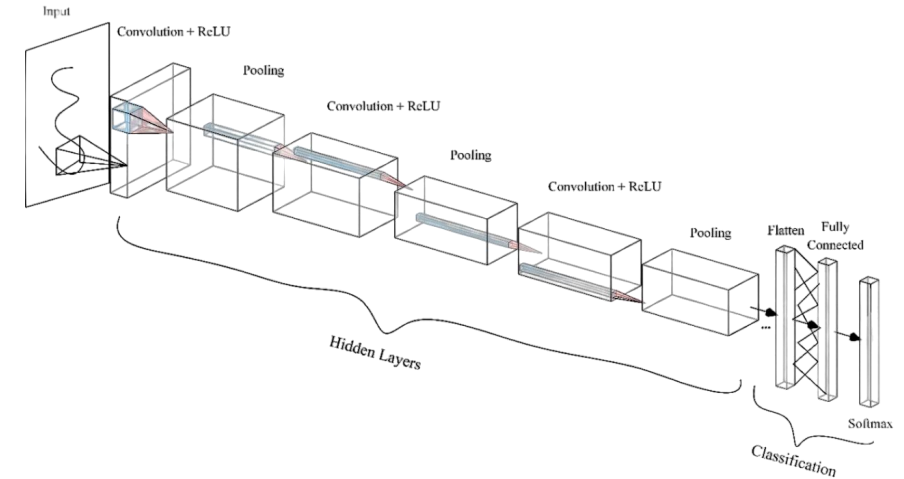 Input
Convolution + ReLU
Pooling
Convolution + ReLU
Pooling
Convolution + ReLU
Pooling
Flatten
Fully
Connected
...
Hidden Layers
Softmax
Classification